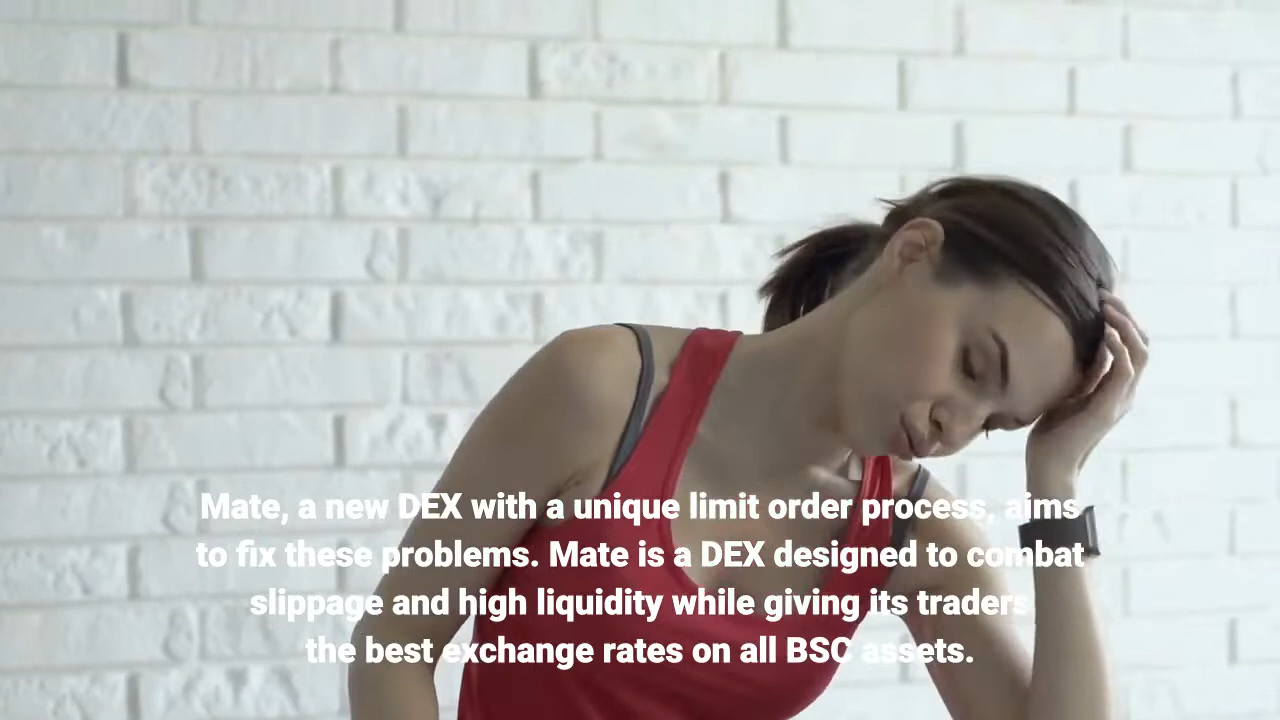 Mate, a new DEX with a unique limit order process, aims
to fix these problems. Mate is a DEX designed to combat
slippage and high liquidity while giving its traders
the best exchange rates on all BSC assets.